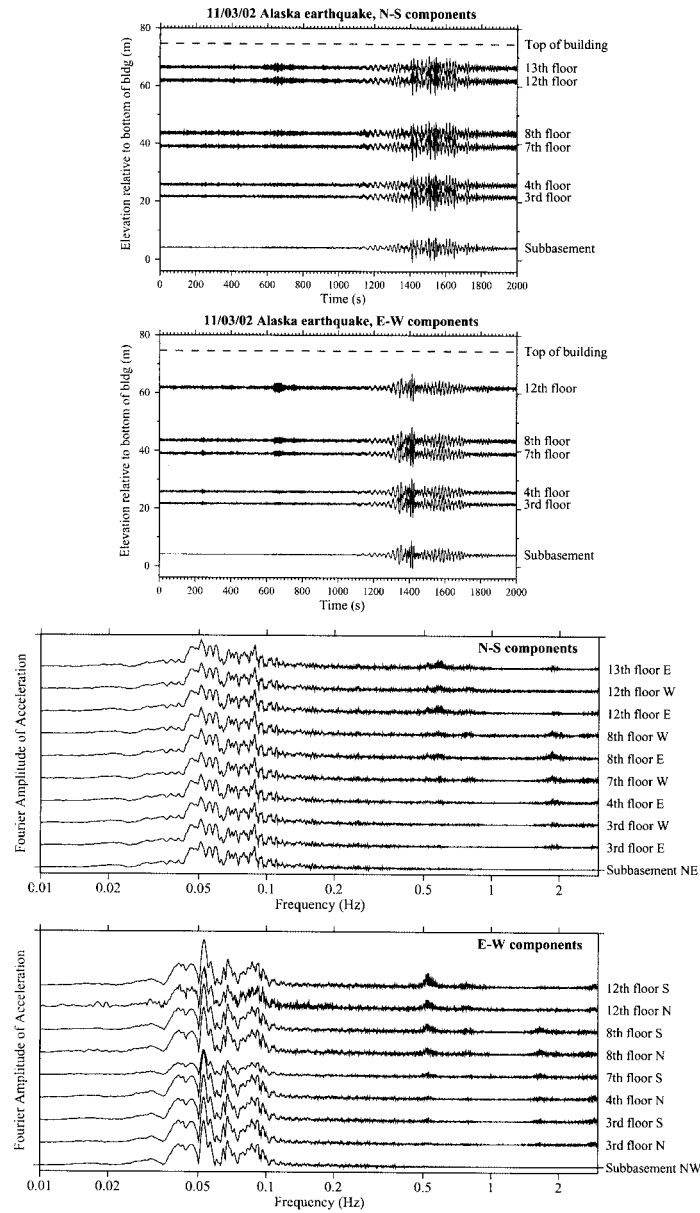 11/03/02 Alaska earthquake, N-S components
Elevation relative to bottom of bldg (m)
80
60
40
20
0
Top of building
13th floor
12th floor
8th floor
7th floor
4th floor
3rd floor
Subbasement
0 200 400 600 800 1000 1200 1400 1600 1800 2000
Time (s)
11/03/02 Alaska earthquake, E-W components
Elevation relative to bottom of bldg (m)
80
60
40
20
0
Top of building
12th floor
8th floor
7th floor
4th floor
3rd floor
Subbasement
0 200 400 600 800 1000 1200 1400 1600 1800 2000
Time (s)
N-S components
Fourier Amplitude of Acceleration
13th floor E
12th floor W
12th floor E
8th floor W
8th floor E
7th floor W
4th floor E
3rd floor W
3rd floor E
Subbasement NE
0.01 0.02 0.05 0.1 0.2 0.5 1 2
Frequency (Hz)
E-W components
Fourier Amplitude of Acceleration
12th floor S
12th floor N
8th floor S
8th floor N
7th floor S
4th floor N
3rd floor S
3rd floor N
Subbasement NW
0.01 0.02 0.05 0.1 0.2 0.5 1 2
Frequency (Hz)